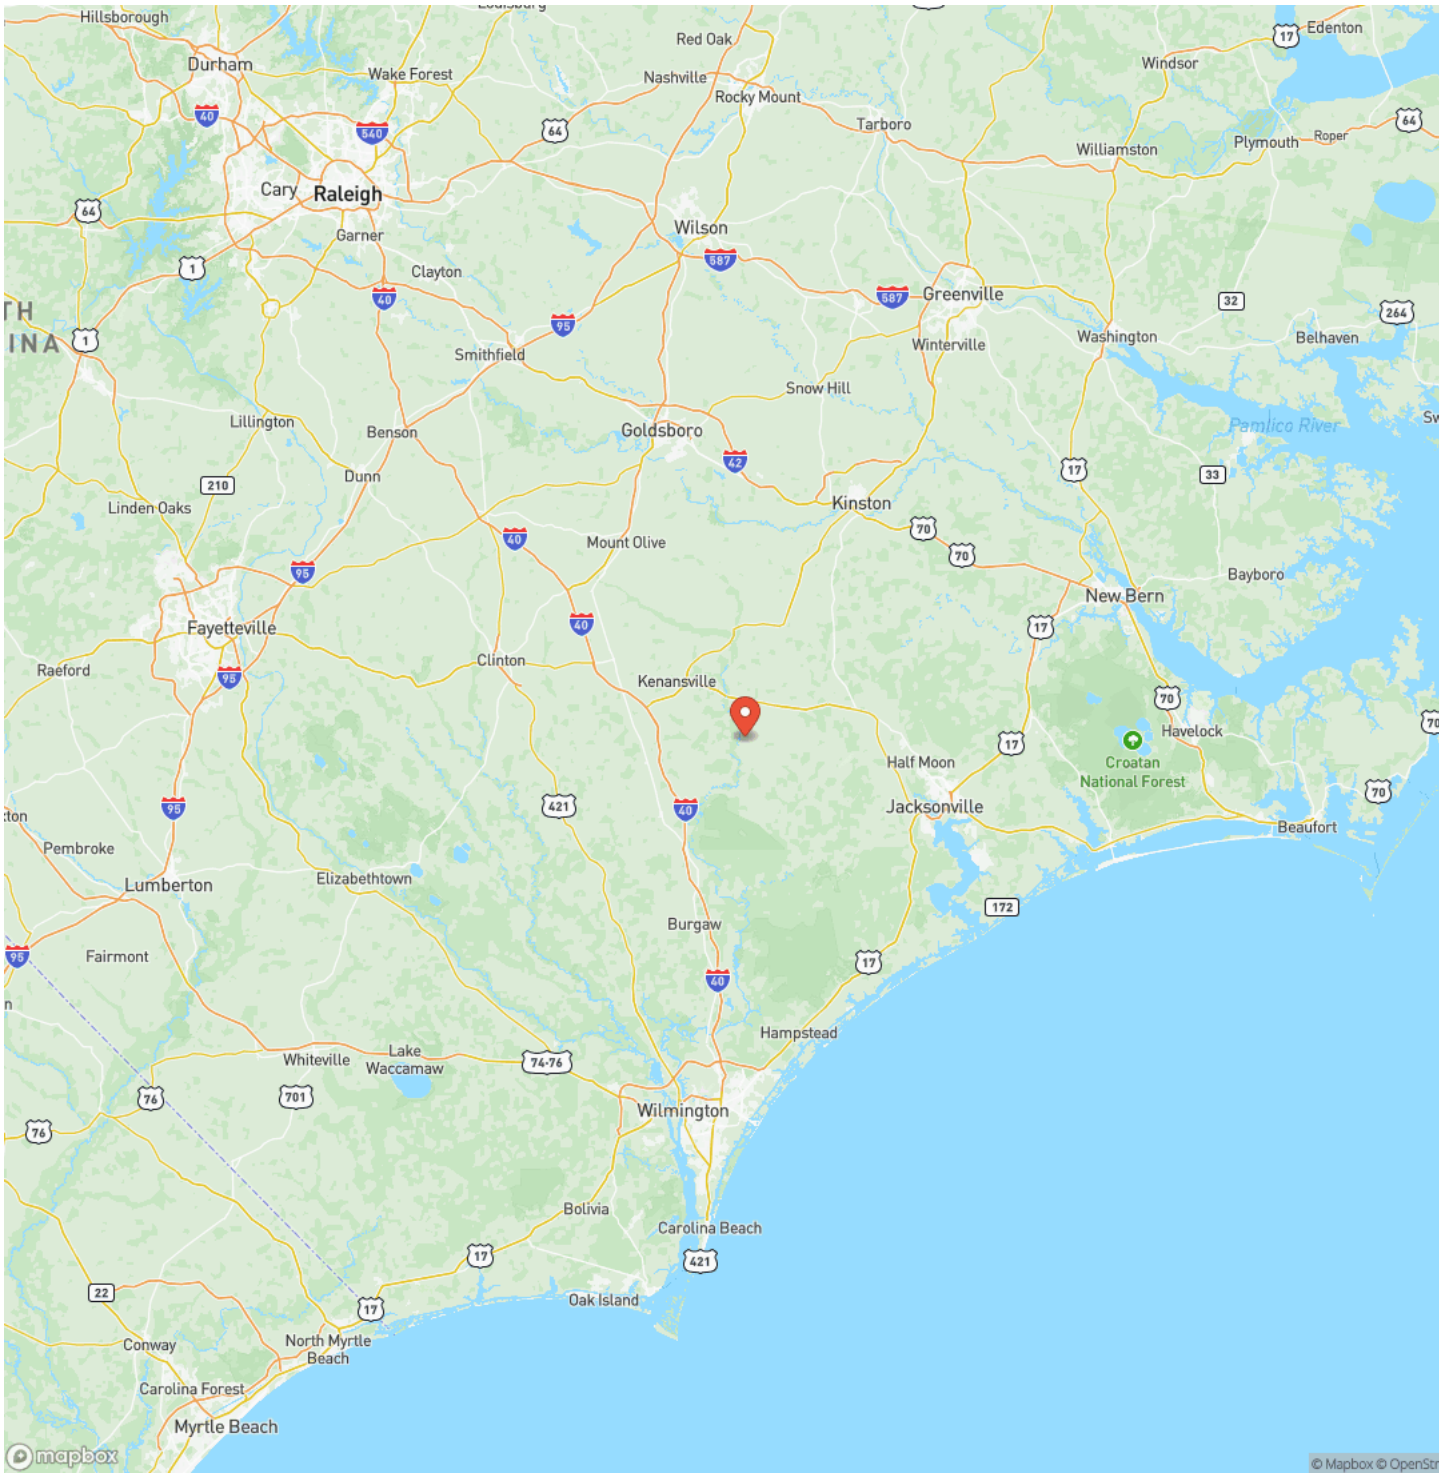 Hillsborough
Louisburg
Red Oak
17
Edenton
Durham
Wake Forest
Nashville
Windsor
Rocky Mount
40
540
64
Tarboro
64
Williamston
Plymouth
Roper
Cary
Raleigh
64
Garner
Wilson
587
1
Clayton
40
587
Greenville
32
264
TH
INA
1
95
Smithfield
Winterville
Washington
Belhaven
Snow Hill
Lillington
Benson
Goldsboro
Pamlico River
Sw
42
17
33
Dunn
210
Linden Oaks
Kinston
70
70
40
Mount Olive
95
Bayboro
New Bern
40
17
Fayetteville
Clinton
Raeford
95
Kenansville
70
Havelock
70
17
Croatan
National Forest
Half Moon
70
Jacksonville
421
40
95
xton
Beaufort
Pembroke
Lumberton
Elizabethtown
172
Burgaw
Fairmont
95
17
40
n
Hampstead
Whiteville
Lake
Waccamaw
74-76
76
701
76
Wilmington
Bolivia
Carolina Beach
17
421
22
17
Oak Island
Conway
North Myrtle
Beach
Carolina Forest
Myrtle Beach
mapbox
© Mapbox © OpenStr